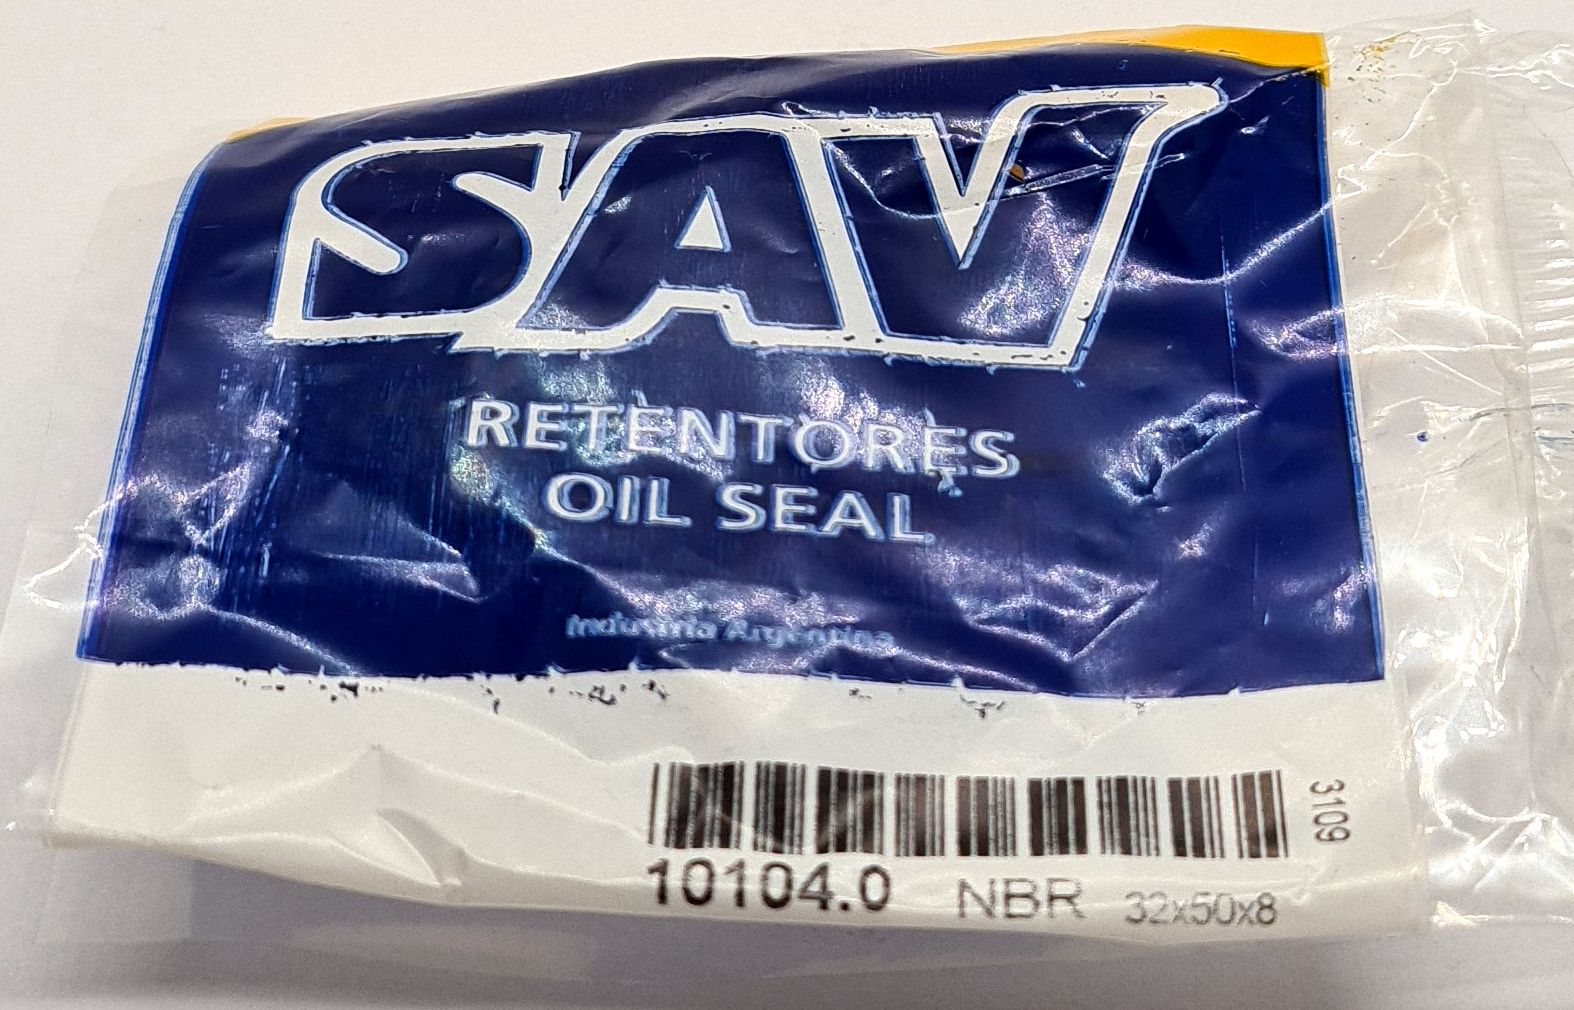 SAV
RETENTORES
OIL SEAL
Industria Argentina
3109
10104.0 NBR 32x50x8